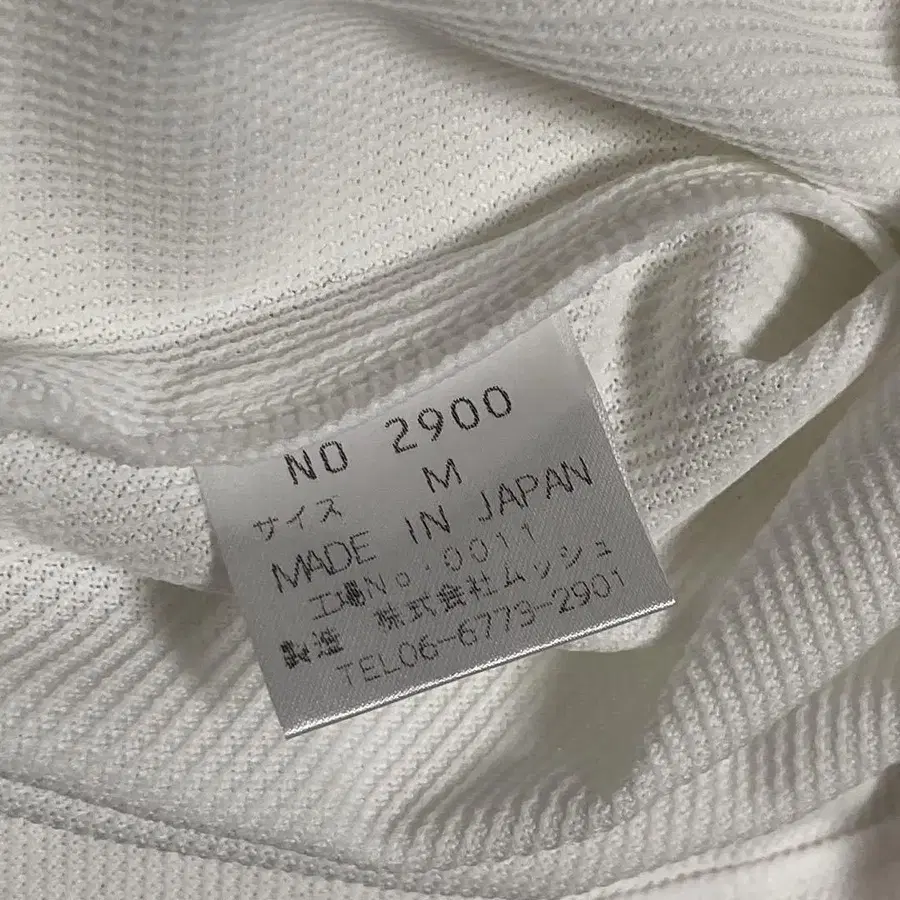 NO 2900
サイズ M
MADE IN JAPAN
工場No.0011
製造 株式会社ムッシュ
TEL06-6779-2901